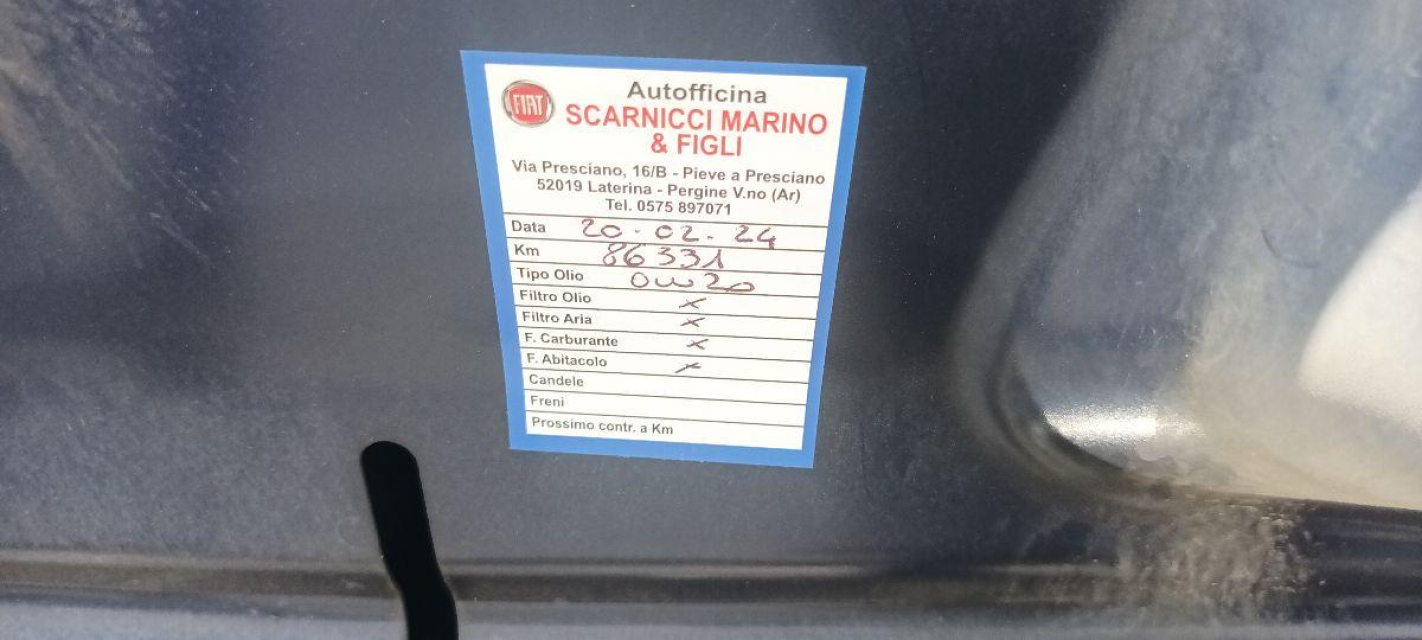 FIAT
Autofficina
SCARNICCI MARINO
& FIGLI
Via Presciano, 16/B - Pieve a Presciano
52019 Laterina - Pergine V.no (Ar)
Tel. 0575 897071
Data 20-02-24
Km 86331
Tipo Olio 0W20
Filtro Olio x
Filtro Aria x
F. Carburante x
F. Abitacolo x
Candele
Freni
Prossimo contr. a Km